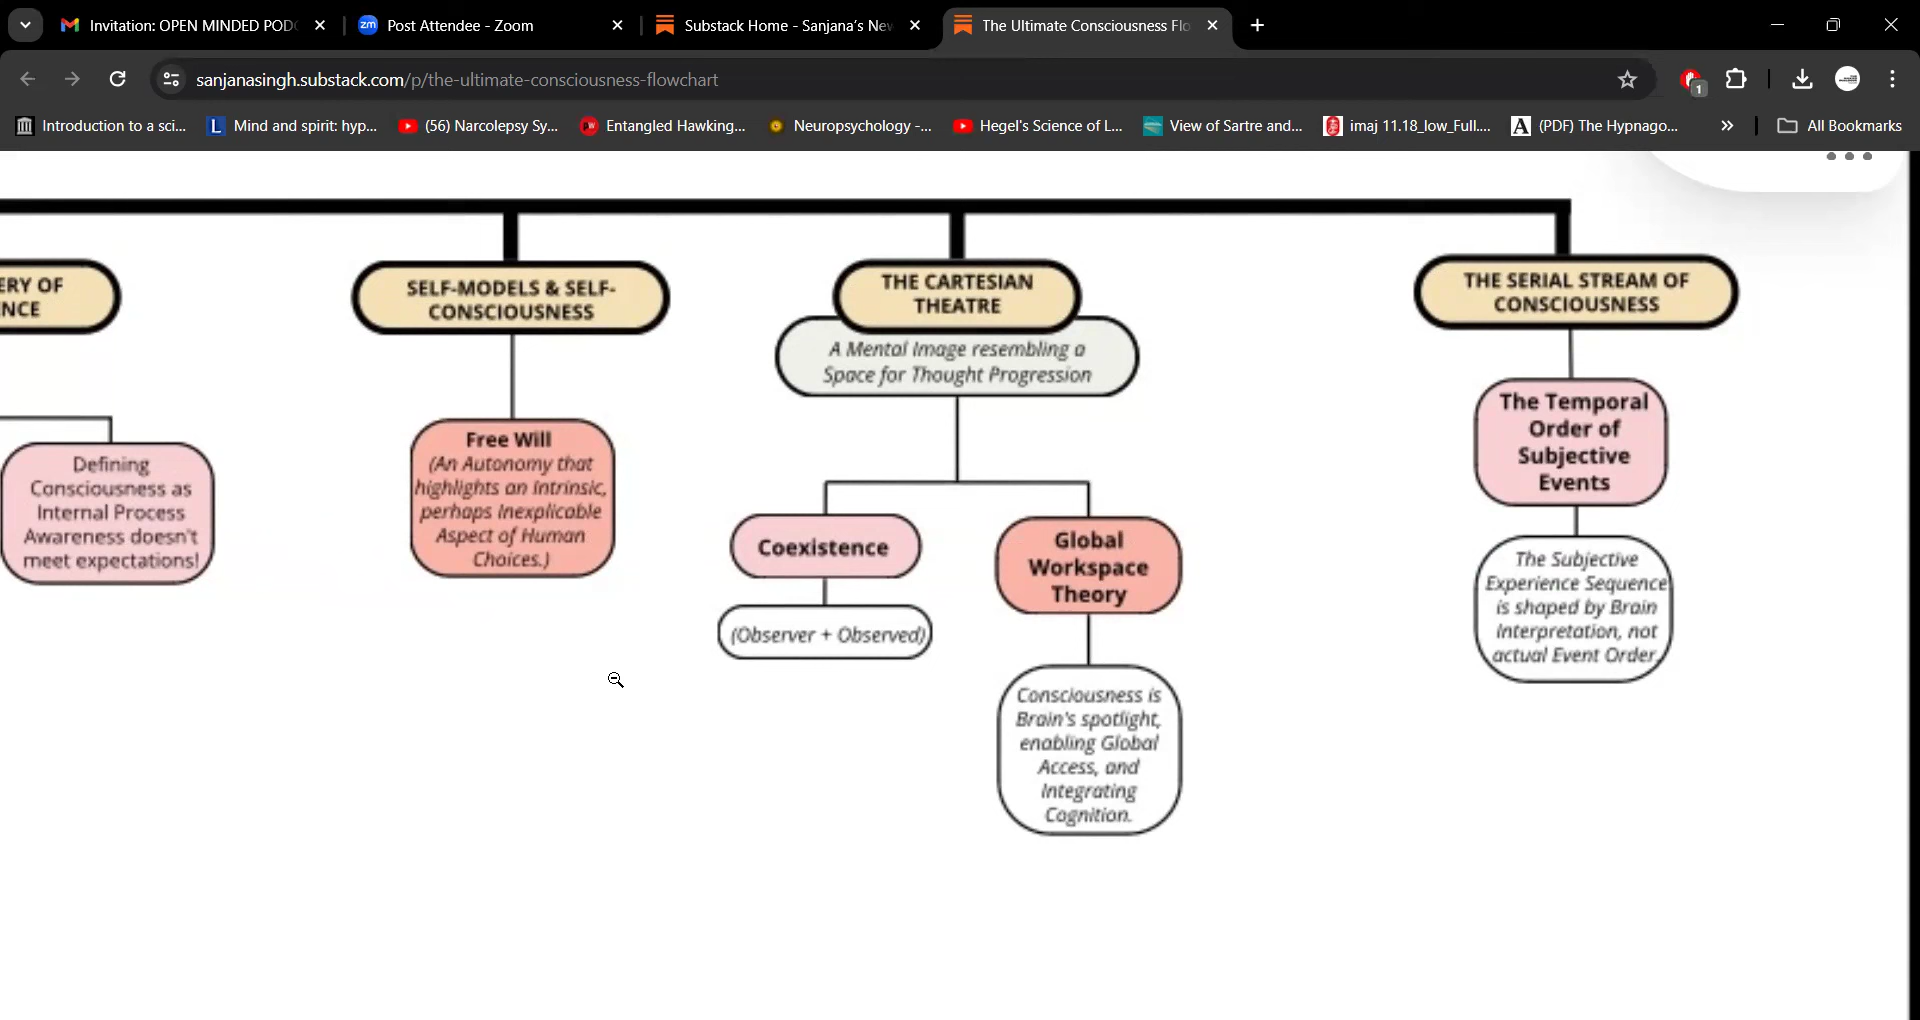 Invitation: OPEN MINDED POD
Post Attendee - Zoom
Substack Home - Sanjana's Nev
The Ultimate Consciousness Flo
sanjanasingh.substack.com/p/the-ultimate-consciousness-flowchart
1
Introduction to a sci...
Mind and spirit: hyp...
(56) Narcolepsy Sy...
Entangled Hawking...
Neuropsychology -...
Hegel's Science of L...
View of Sartre and...
imaj 11.18_low_Full....
(PDF) The Hypnago...
All Bookmarks
ERY OF
NCE
Defining
Consciousness as
Internal Process
Awareness doesn't
meet expectations!
SELF-MODELS & SELF-
CONSCIOUSNESS
Free Will
(An Autonomy that
highlights an Intrinsic,
perhaps Inexplicable
Aspect of Human
Choices.)
THE CARTESIAN
THEATRE
A Mental Image resembling a
Space for Thought Progression
Coexistence
(Observer + Observed)
Global
Workspace
Theory
Consciousness is
Brain's spotlight,
enabling Global
Access, and
Integrating
Cognition.
THE SERIAL STREAM OF
CONSCIOUSNESS
The Temporal
Order of
Subjective
Events
The Subjective
Experience Sequence
is shaped by Brain
Interpretation, not
actual Event Order.